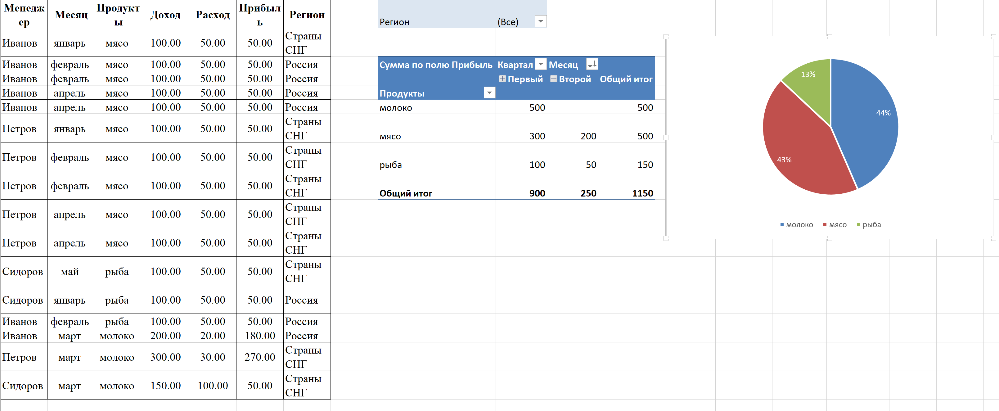 Менедж
ер	Месяц	Продукт
ы	Доход	Расход	Прибыл
ь	Регион
Иванов	январь	мясо	100.00	50.00	50.00	Страны
СНГ
Иванов	февраль	мясо	100.00	50.00	50.00	Россия
Иванов	февраль	мясо	100.00	50.00	50.00	Россия
Иванов	апрель	мясо	100.00	50.00	50.00	Россия
Иванов	апрель	мясо	100.00	50.00	50.00	Россия
Петров	январь	мясо	100.00	50.00	50.00	Страны
СНГ
Петров	февраль	мясо	100.00	50.00	50.00	Страны
СНГ
Петров	февраль	мясо	100.00	50.00	50.00	Страны
СНГ
Петров	апрель	мясо	100.00	50.00	50.00	Страны
СНГ
Петров	апрель	мясо	100.00	50.00	50.00	Страны
СНГ
Сидоров	май	рыба	100.00	50.00	50.00	Страны
СНГ
Сидоров	январь	рыба	100.00	50.00	50.00	Россия
Иванов	февраль	рыба	100.00	50.00	50.00	Россия
Иванов	март	молоко	200.00	20.00	180.00	Россия
Петров	март	молоко	300.00	30.00	270.00	Страны
СНГ
Сидоров	март	молоко	150.00	100.00	50.00	Страны
СНГ
Регион	(Все)
Сумма по полю Прибыль	Квартал	Месяц
Первый	Второй	Общий итог
Продукты
молоко	500	500
мясо	300	200	500
рыба	100	50	150
Общий итог	900	250	1150
13%
44%
43%
молоко	мясо	рыба